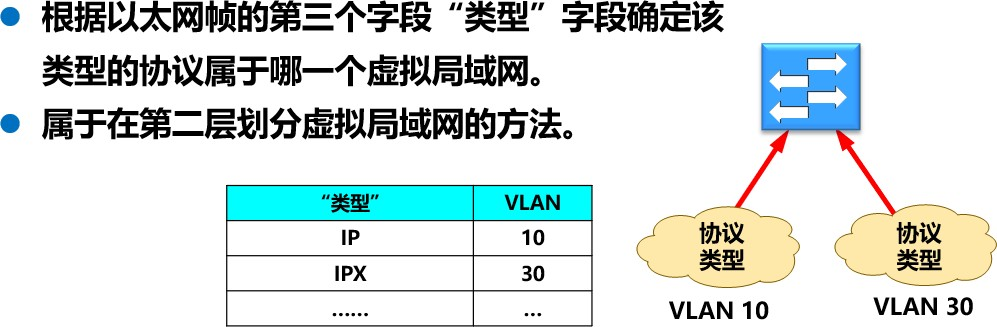 根据以太网帧的第三个字段“类型”字段确定该
类型的协议属于哪一个虚拟局域网。
属于在第二层划分虚拟局域网的方法。
“类型” VLAN
IP 10
IPX 30
...... ...
协议
类型
VLAN 10
协议
类型
VLAN 30